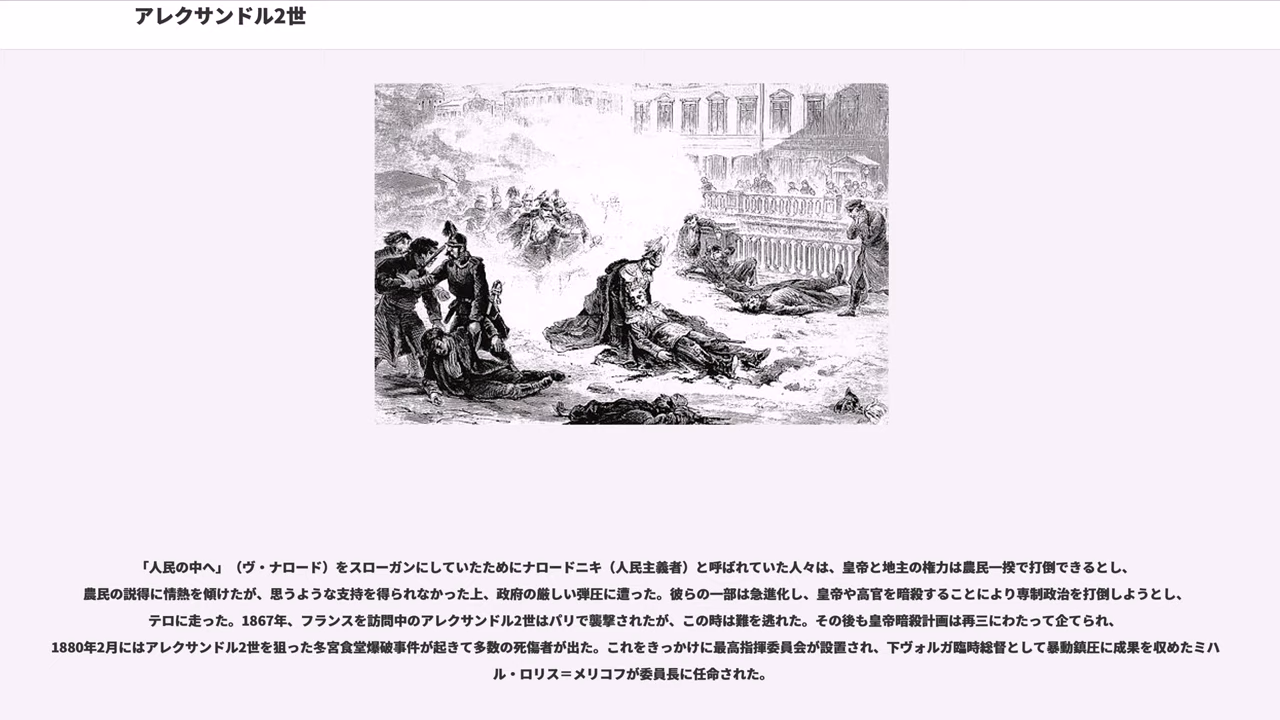 アレクサンドル2世
「人民の中へ」（ヴ・ナロード）をスローガンにしていたためにナロードニキ（人民主義者）と呼ばれていた人々は、皇帝と地主の権力は農民一揆で打倒できるとし、
農民の説得に情熱を傾けたが、思うような支持を得られなかった上、政府の厳しい弾圧に遭った。彼らの一部は急進化し、皇帝や高官を暗殺することにより専制政治を打倒しようとし、
テロに走った。1867年、フランスを訪問中のアレクサンドル2世はパリで襲撃されたが、この時は難を逃れた。その後も皇帝暗殺計画は再三にわたって企てられ、
1880年2月にはアレクサンドル2世を狙った冬宮食堂爆破事件が起きて多数の死傷者が出た。これをきっかけに最高指揮委員会が設置され、下ヴォルガ臨時総督として暴動鎮圧に成果を収めたミハ
ル・ロリス＝メリコフが委員長に任命された。